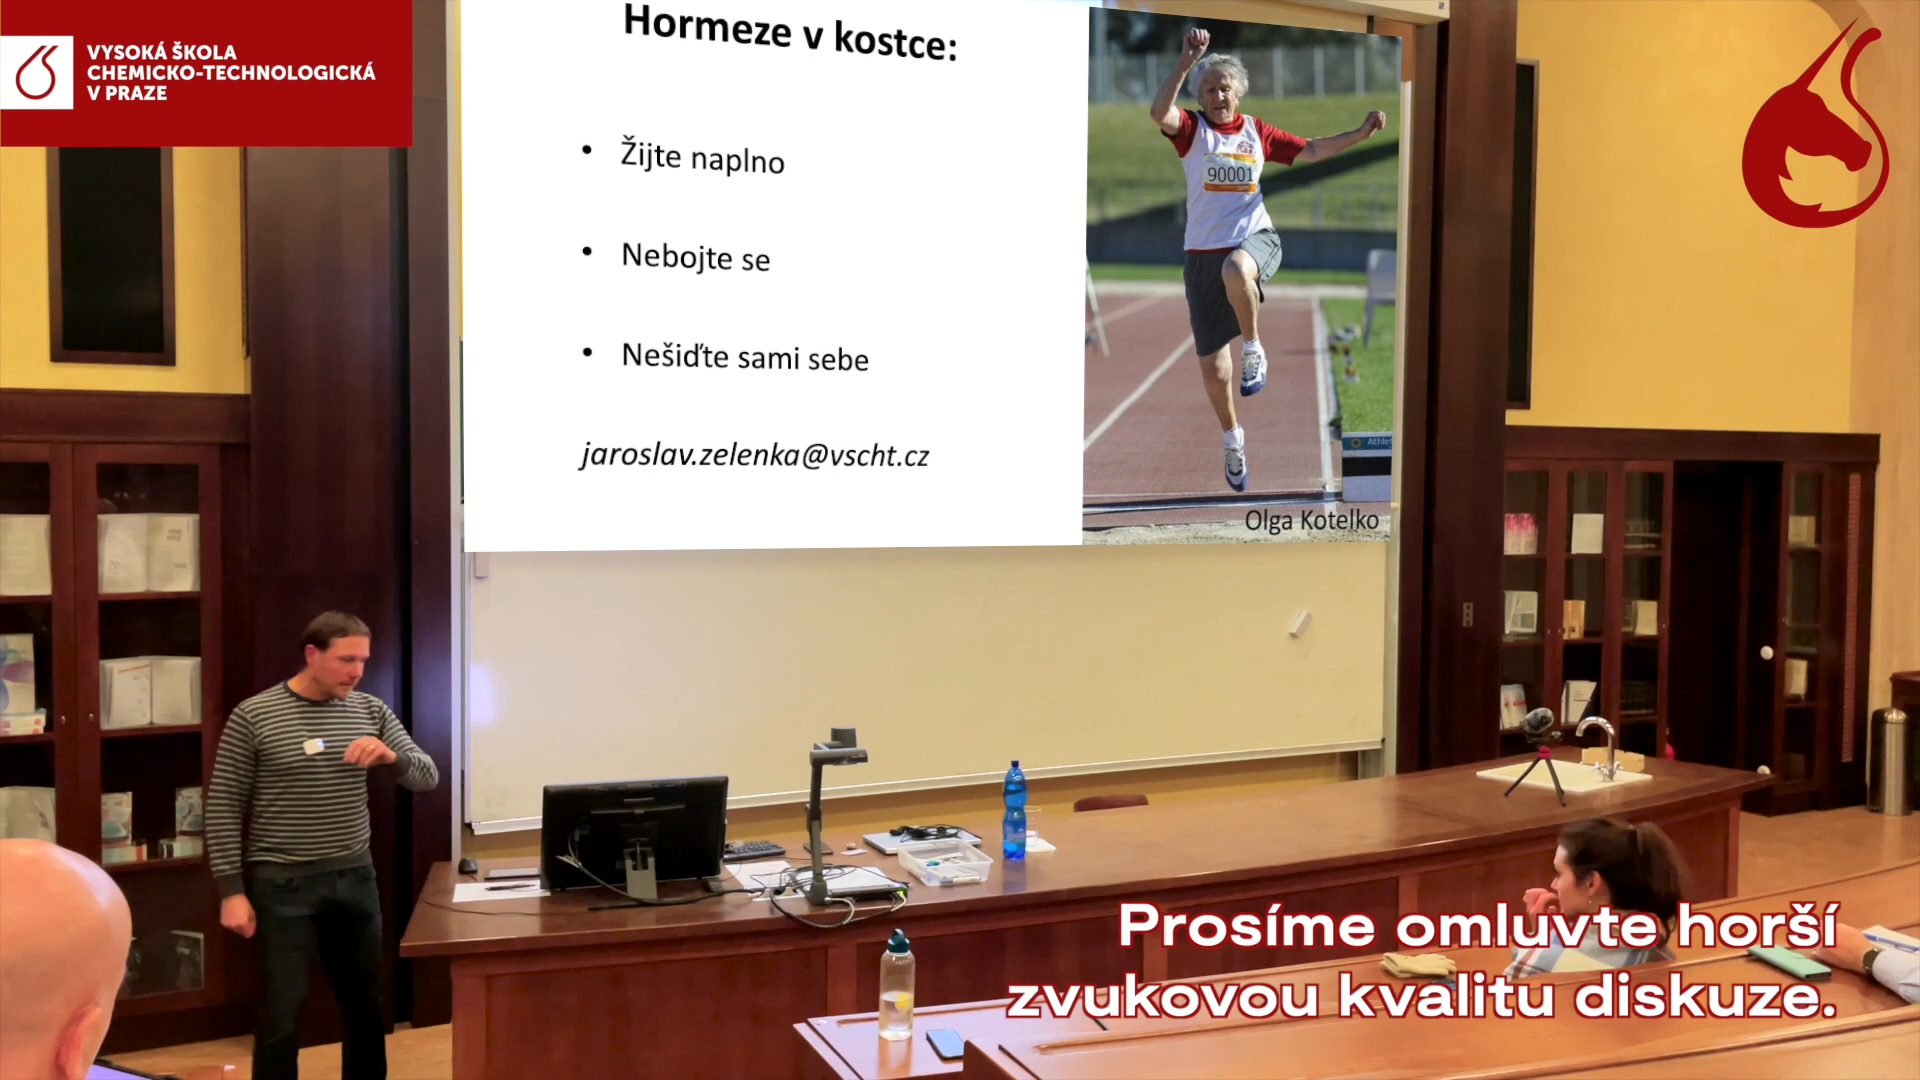 VYSOKÁ ŠKOLA
CHEMICKO-TECHNOLOGICKÁ
V PRAZE
Hormeze v kostce:
• Žijte naplno
• Nebojte se
• Nešiďte sami sebe
jaroslav.zelenka@vscht.cz
90001
Athle
Olga Kotelko
Prosíme omluvte horší
zvukovou kvalitu diskuze.